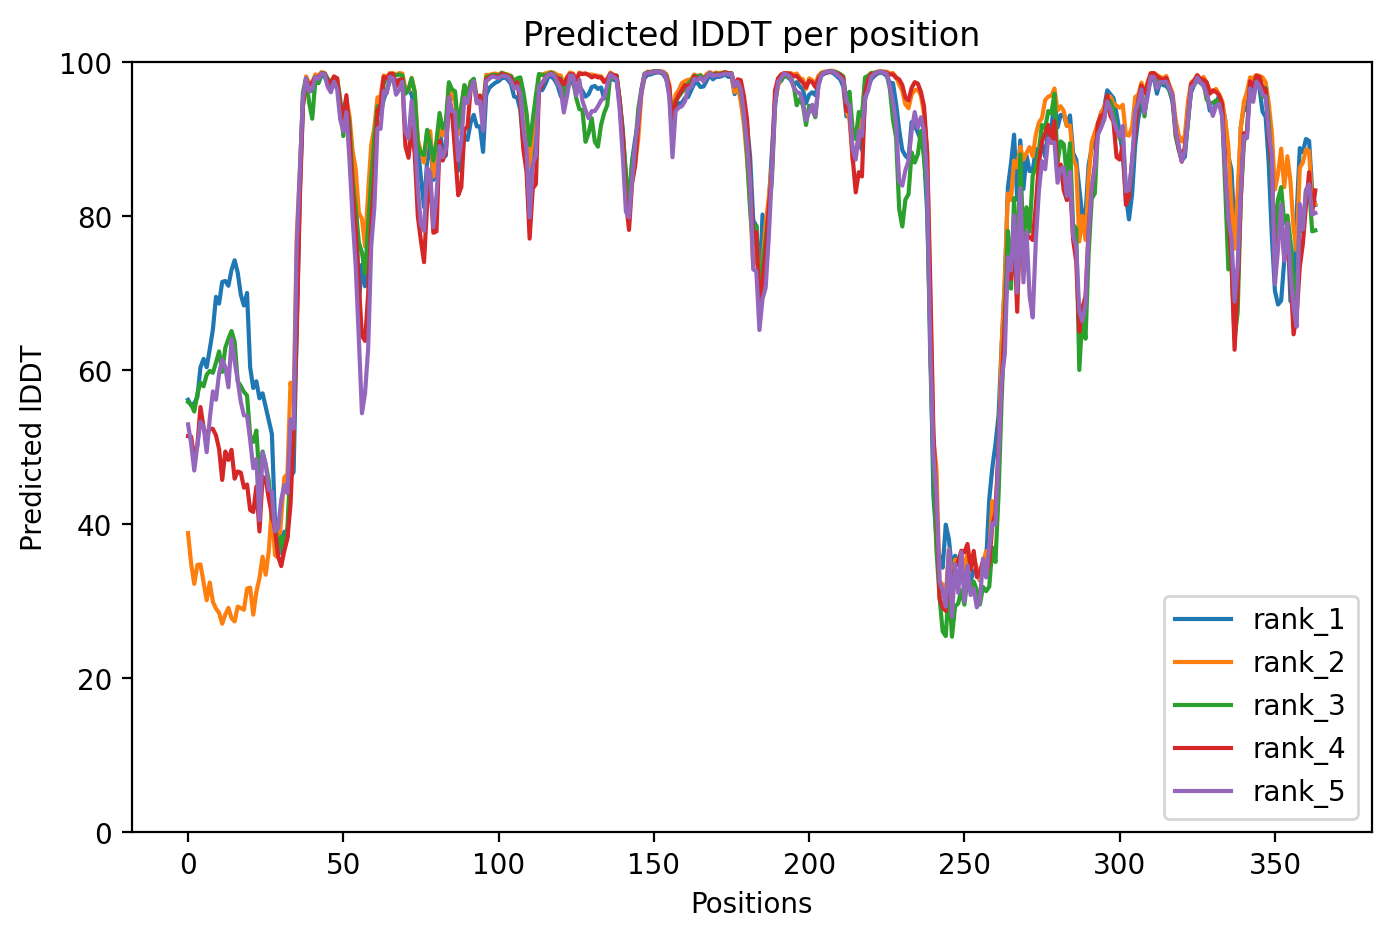 Predicted lDDT per position
100
80
60
40
20
0
Predicted lDDT
0 50 100 150 200 250 300 350
Positions
rank_1
rank_2
rank_3
rank_4
rank_5